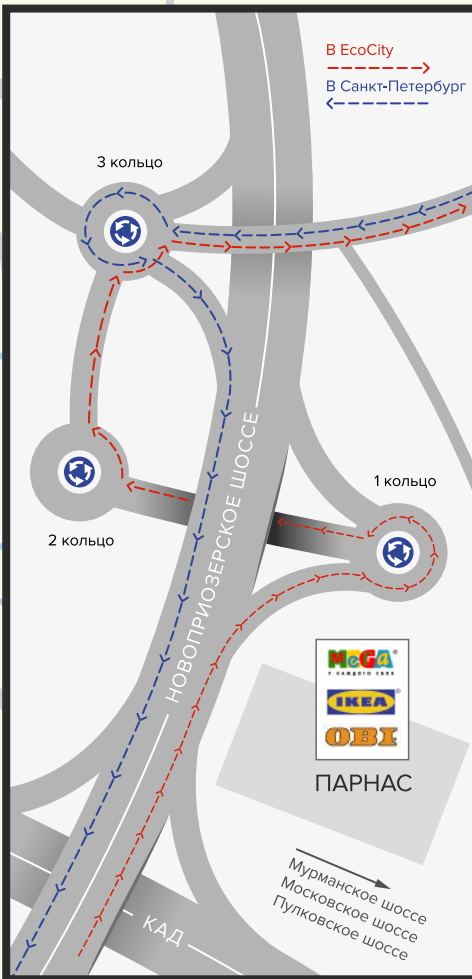 В EcoCity
В Санкт-Петербург
3 кольцо
НОВОПРИОЗЕРСКОЕ ШОССЕ
1 кольцо
2 кольцо
MEGA
У КАЖДОГО СВОЯ
IKEA
OBI
ПАРНАС
Мурманское шоссе
Московское шоссе
Пулковское шоссе
КАД